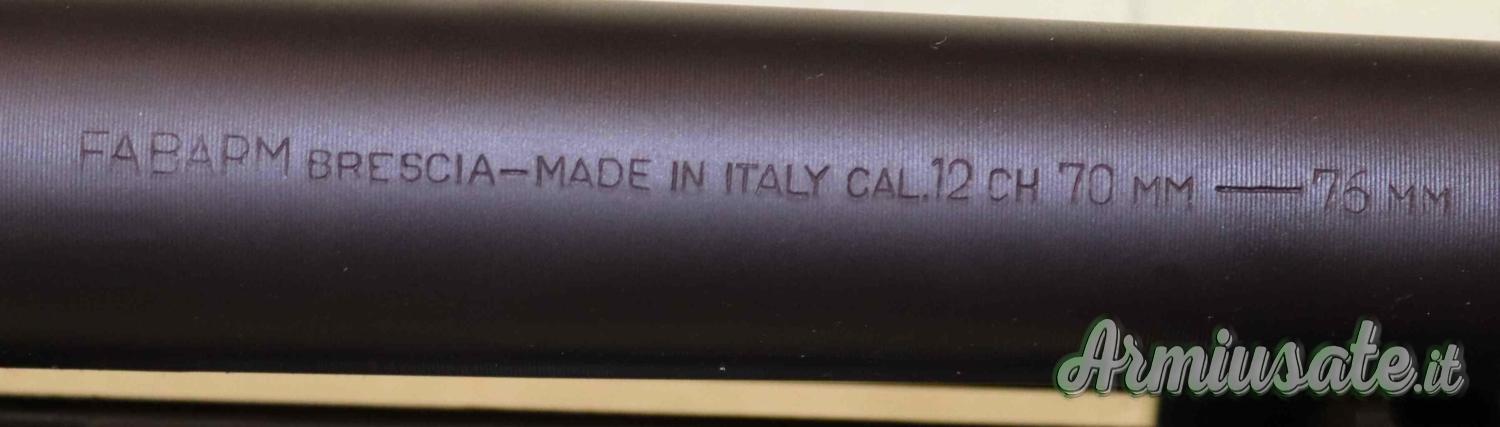 FABARM BRESCIA—MADE IN ITALY CAL.12 CH 70 MM — 76 MM
Armiusate.it